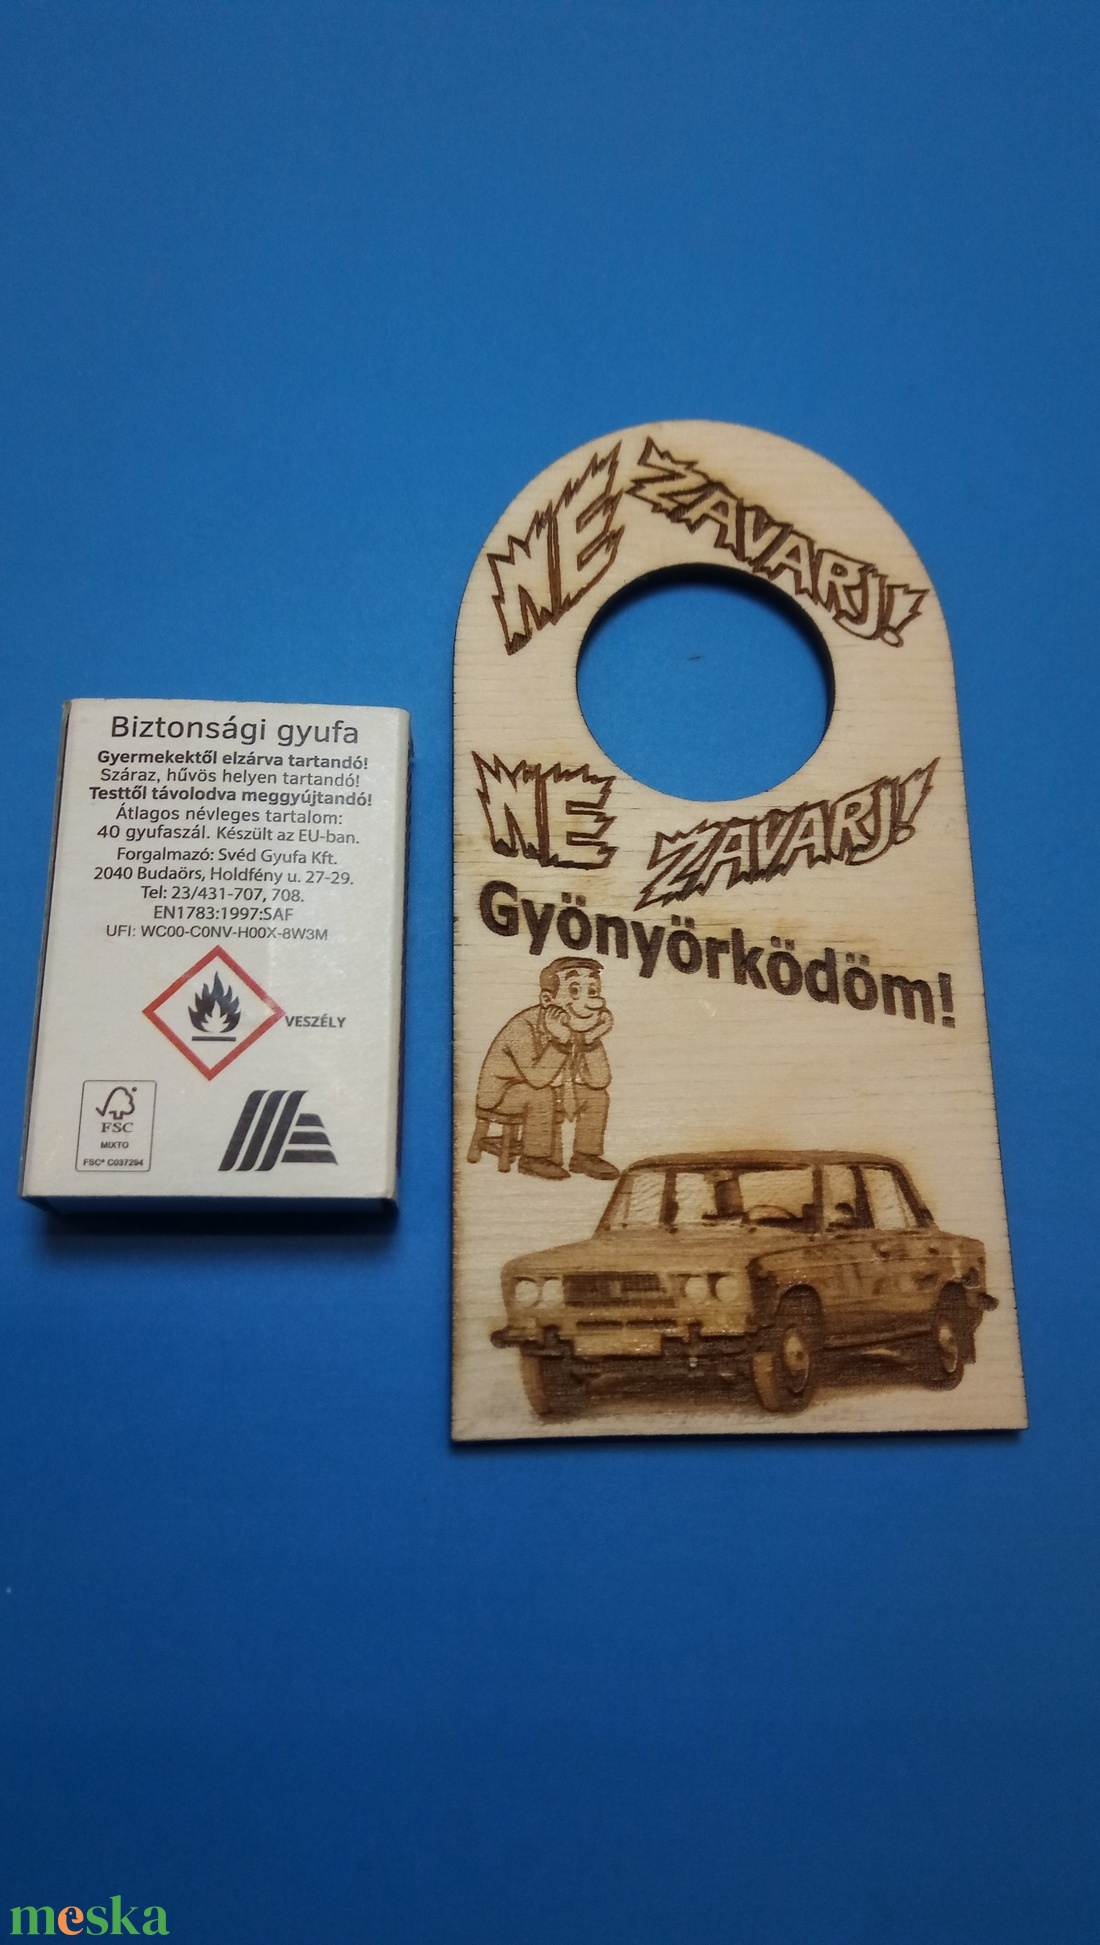 Biztonsági gyufa
Gyermekektől elzárva tartandó!
Száraz, hűvös helyen tartandó!
Testtől távolodva meggyújtandó!
Átlagos névleges tartalom:
40 gyufaszál. Készült az EU-ban.
Forgalmazó: Svéd Gyufa Kft.
2040 Budaörs, Holdfény u. 27-29.
Tel: 23/431-707, 708.
EN1783:1997:SAF
UFI: WC00-C0NV-H00X-8W3M
VESZÉLY
FSC
MIXTO
FSC® C037294
NE ZAVARJ!
NE ZAVARJ!
Gyönyörködöm!
meska